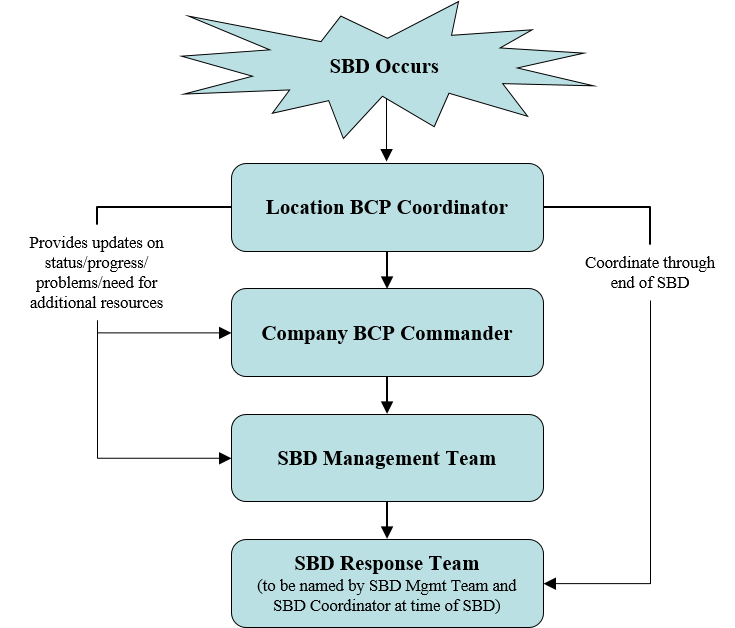 SBD Occurs
Location BCP Coordinator
Provides updates on
status/progress/
problems/need for
additional resources
Coordinate through
end of SBD
Company BCP Commander
SBD Management Team
SBD Response Team
(to be named by SBD Mgmt Team and
SBD Coordinator at time of SBD)